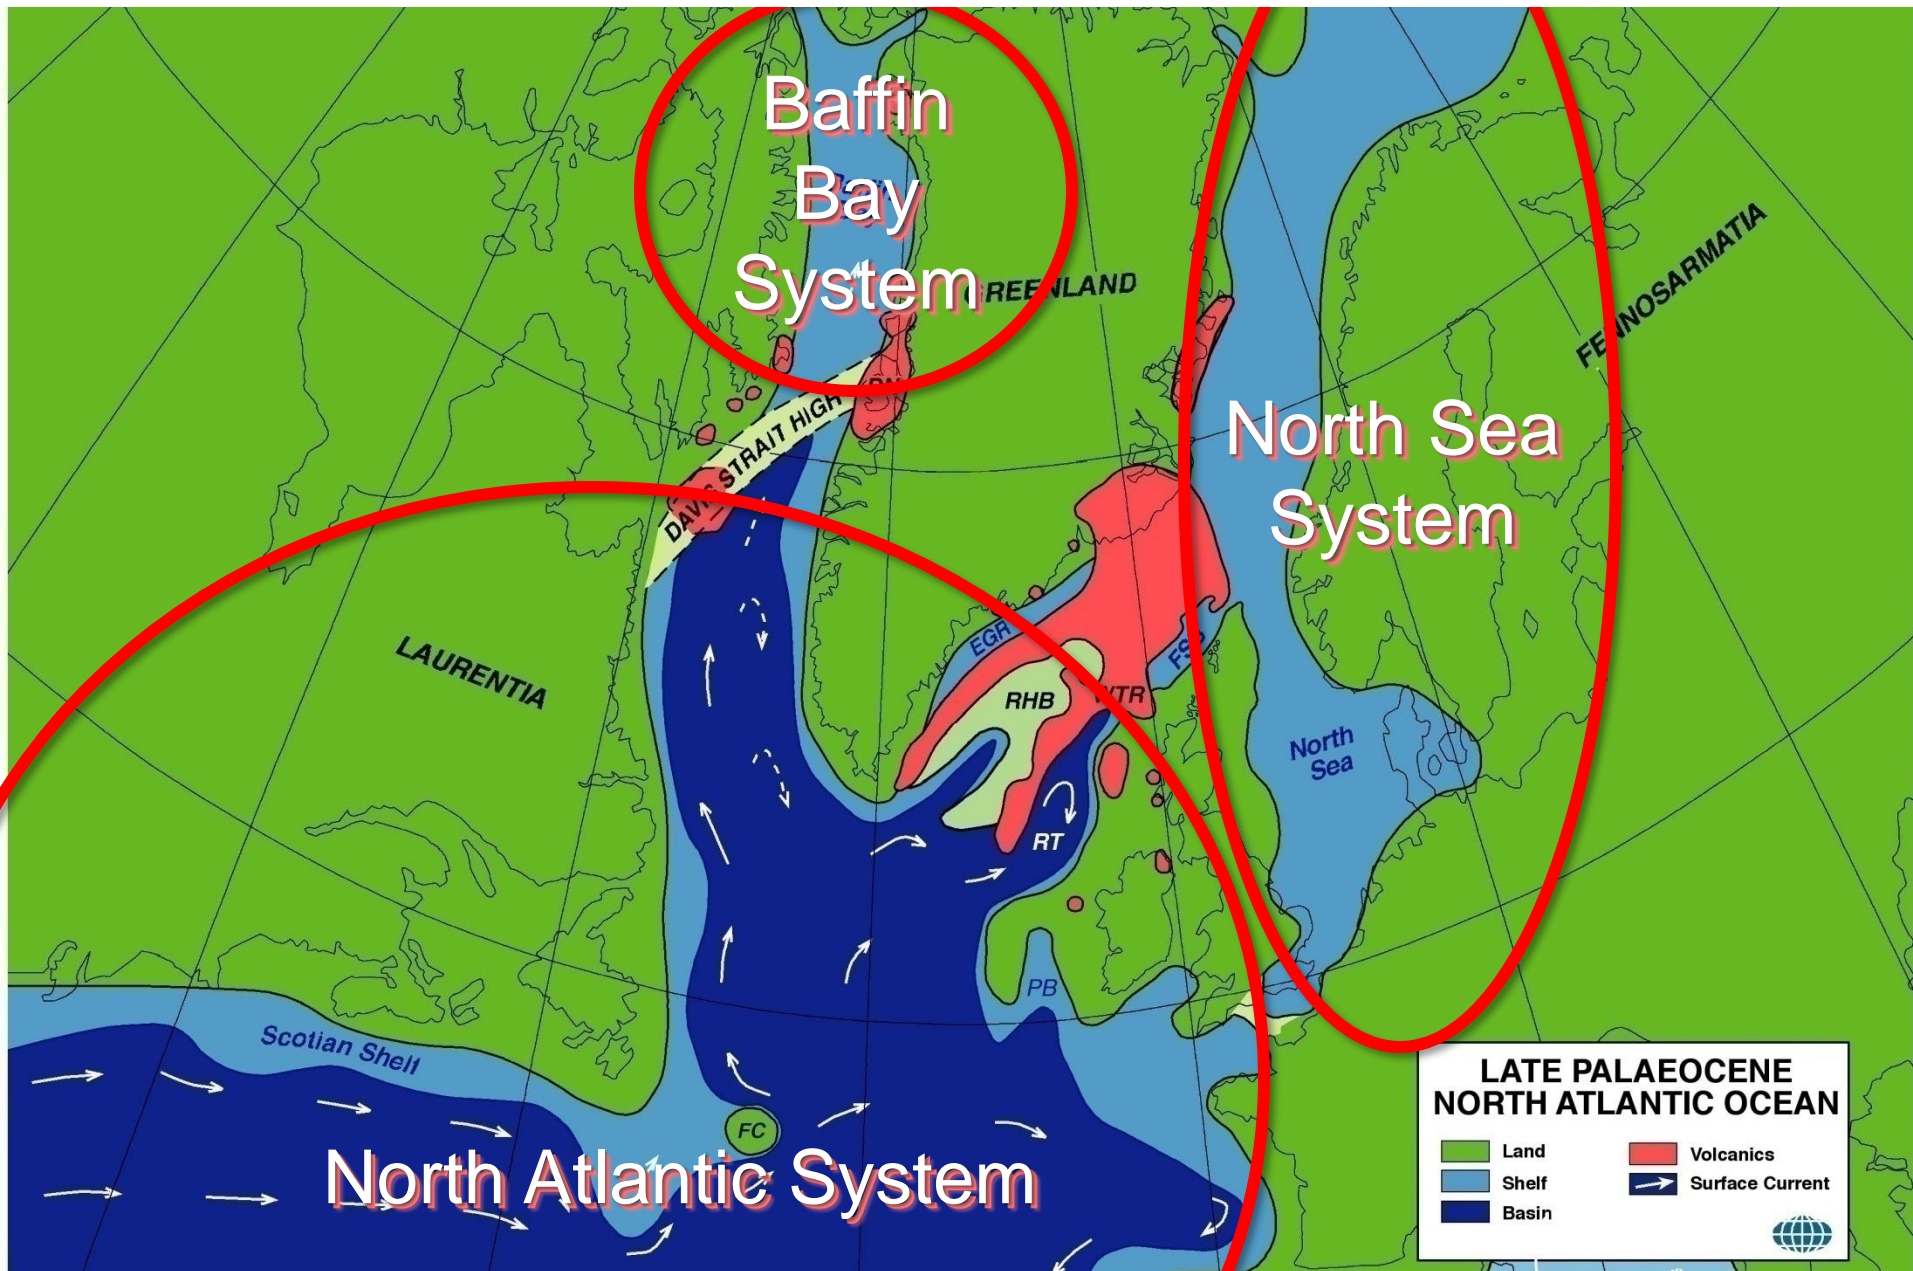 Baffin
Bay
System
GREENLAND
FENNOSARMATIA
DAVIS STRAIT HIGH
North Sea
System
LAURENTIA
EGR
RHB
WTR
North
Sea
RT
PB
Scotian Shelf
FC
North Atlantic System
LATE PALAEOCENE
NORTH ATLANTIC OCEAN
Land
Shelf
Basin
Volcanics
Surface Current